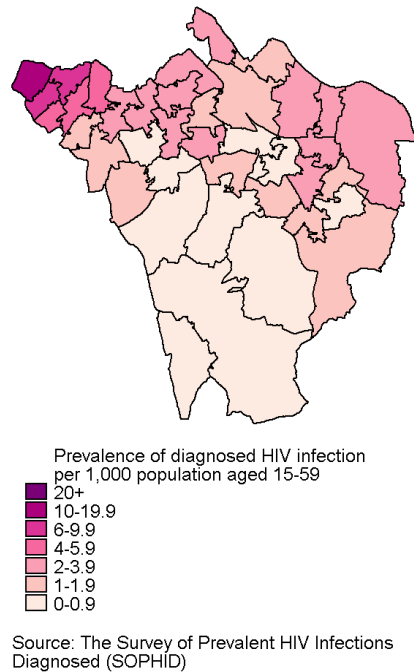 Prevalence of diagnosed HIV infection
per 1,000 population aged 15-59
20+
10-19.9
6-9.9
4-5.9
2-3.9
1-1.9
0-0.9
Source: The Survey of Prevalent HIV Infections
Diagnosed (SOPHID)